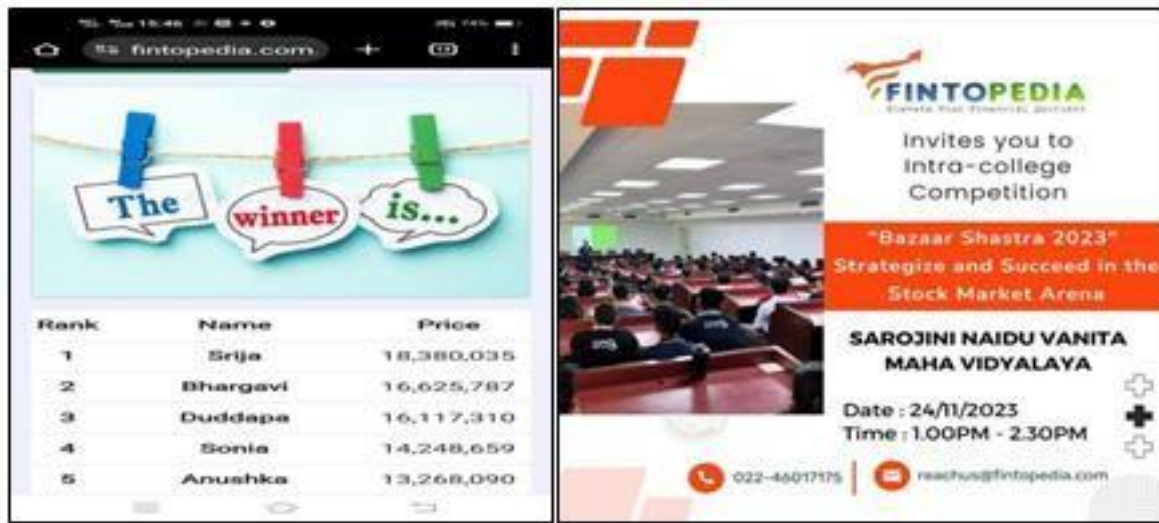 15:46
fintopedia.com
The
winner
is...
Rank Name Price
1 Srija 18,380,035
2 Bhargavi 16,625,787
3 Duddapa 16,117,310
4 Sonia 14,248,659
5 Anushka 13,268,090
FINTOPEDIA
Invites you to
Intra-college
Competition
"Bazaar Shastra 2023"
Strategize and Succeed in the
Stock Market Arena
SAROJINI NAIDU VANITA
MAHA VIDYALAYA
Date : 24/11/2023
Time : 1.00PM - 2.30PM
022-46017175
reachus@fintopedia.com